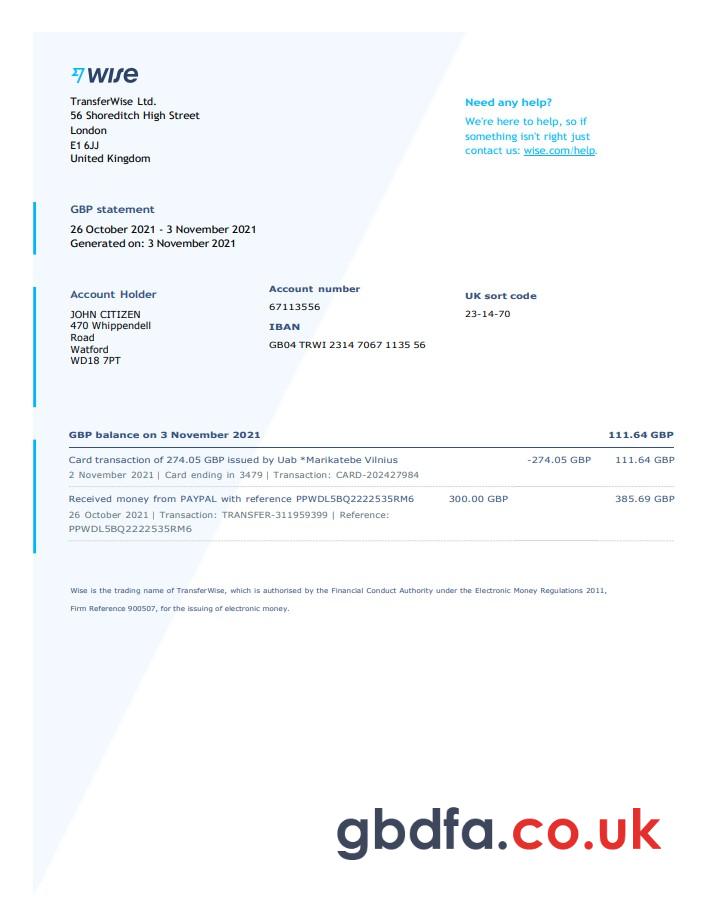 wise
TransferWise Ltd.
56 Shoreditch High Street
London
E1 6JJ
United Kingdom
Need any help?
We're here to help, so if
something isn't right just
contact us: wise.com/help.
GBP statement
26 October 2021 - 3 November 2021
Generated on: 3 November 2021
Account Holder
JOHN CITIZEN
470 Whippendell
Road
Watford
WD18 7PT
Account number
67113556
IBAN
GB04 TRWI 2314 7067 1135 56
UK sort code
23-14-70
GBP balance on 3 November 2021 111.64 GBP
Card transaction of 274.05 GBP issued by Uab *Marikatebe Vilnius -274.05 GBP 111.64 GBP
2 November 2021 | Card ending in 3479 | Transaction: CARD-202427984
Received money from PAYPAL with reference PPWDL5BQ2222535RM6 300.00 GBP 385.69 GBP
26 October 2021 | Transaction: TRANSFER-311959399 | Reference:
PPWDL5BQ2222535RM6
Wise is the trading name of TransferWise, which is authorised by the Financial Conduct Authority under the Electronic Money Regulations 2011,
Firm Reference 900507, for the issuing of electronic money.
gbdfa.co.uk